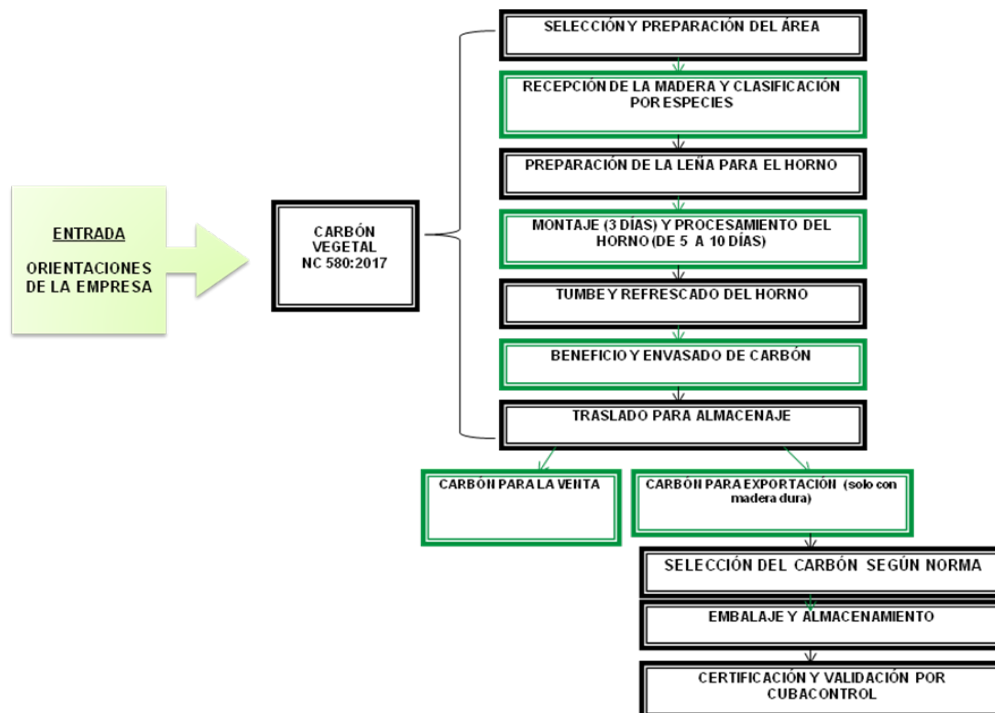 SELECCIÓN Y PREPARACIÓN DEL ÁREA
RECEPCIÓN DE LA MADERA Y CLASIFICACIÓN
POR ESPECIES
PREPARACIÓN DE LA LEÑA PARA EL HORNO
MONTAJE (3 DÍAS) Y PROCESAMIENTO DEL
HORNO (DE 5 A 10 DÍAS)
TUMBE Y REFRESCADO DEL HORNO
BENEFICIO Y ENVASADO DE CARBÓN
TRASLADO PARA ALMACENAJE
ENTRADA
ORIENTACIONES
DE LA EMPRESA
CARBÓN
VEGETAL
NC 580:2017
CARBÓN PARA LA VENTA
CARBÓN PARA EXPORTACIÓN (solo con
madera dura)
SELECCIÓN DEL CARBÓN SEGÚN NORMA
EMBALAJE Y ALMACENAMIENTO
CERTIFICACIÓN Y VALIDACIÓN POR
CUBACONTROL